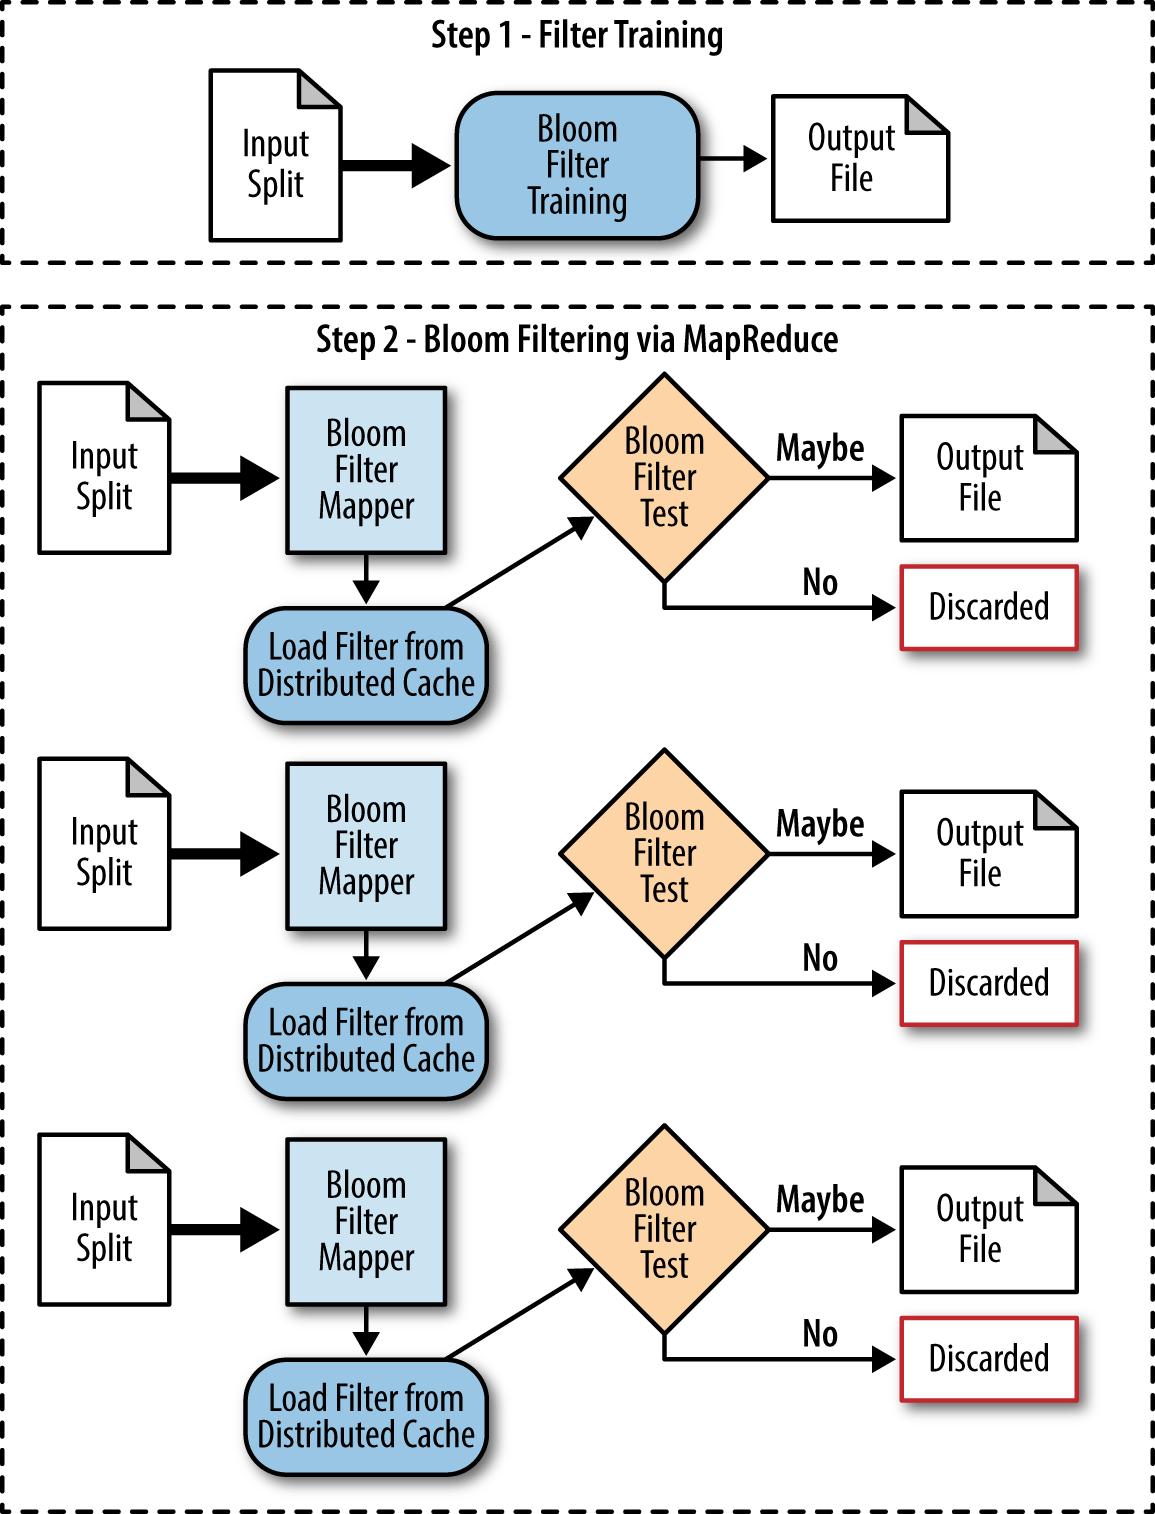 Step 1 - Filter Training
Input
Split
Bloom
Filter
Training
Output
File
Step 2 - Bloom Filtering via MapReduce
Input
Split
Bloom
Filter
Mapper
Load Filter from
Distributed Cache
Bloom
Filter
Test
Maybe
Output
File
No
Discarded
Input
Split
Bloom
Filter
Mapper
Load Filter from
Distributed Cache
Bloom
Filter
Test
Maybe
Output
File
No
Discarded
Input
Split
Bloom
Filter
Mapper
Load Filter from
Distributed Cache
Bloom
Filter
Test
Maybe
Output
File
No
Discarded